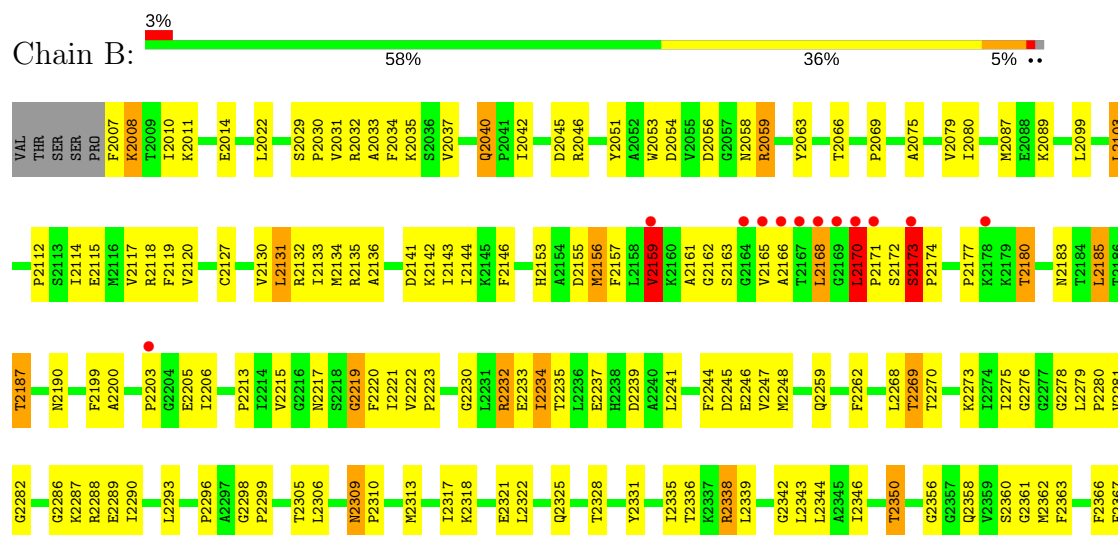 3%
Chain B:
58% 36% 5% ••
VAL THR SER SER PRO F2007 K2008 T2009 I2010 K2011 E2014 L2022 S2029 P2030 V2031 R2032 A2033 F2034 K2035 S2036 V2037 Q2040 P2041 I2042 D2045 R2046 Y2051 A2052 W2053 D2054 V2055 D2056 G2057 N2058 R2059 Y2063 T2066 P2069 A2075 V2079 I2080 M2087 E2088 K2089 L2099 L2103
P2112 S2113 I2114 E2115 M2116 V2117 R2118 F2119 V2120 C2127 V2130 L2131 R2132 I2133 M2134 R2135 A2136 D2141 K2142 I2143 I2144 K2145 F2146 H2153 A2154 D2155 M2156 F2157 L2158 V2159 K2160 A2161 G2162 S2163 G2164 V2165 A2166 T2167 L2168 G2169 L2170 P2171 S2172 S2173 P2174 P2177 K2178 K2179 T2180 N2183 T2184 L2185
T2187 N2190 F2199 A2200 P2203 G2204 E2205 I2206 P2213 I2214 V2215 G2216 N2217 S2218 G2219 F2220 I2221 V2222 P2223 G2230 L2231 R2232 E2233 I2234 T2235 L2236 E2237 H2238 D2239 A2240 L2241 F2244 D2245 E2246 V2247 M2248 Q2259 F2262 L2268 T2269 T2270 K2273 I2274 I2275 G2276 G2277 G2278 L2279 P2280
G2282 G2286 K2287 R2288 E2289 I2290 L2293 P2296 A2297 G2298 P2299 T2305 L2306 N2309 P2310 M2313 I2317 K2318 E2321 L2322 Q2325 T2328 Y2331 I2335 T2336 K2337 R2338 L2339 G2342 L2343 L2344 A2345 I2346 T2350 G2356 G2357 Q2358 V2359 S2360 G2361 M2362 F2363 F2366